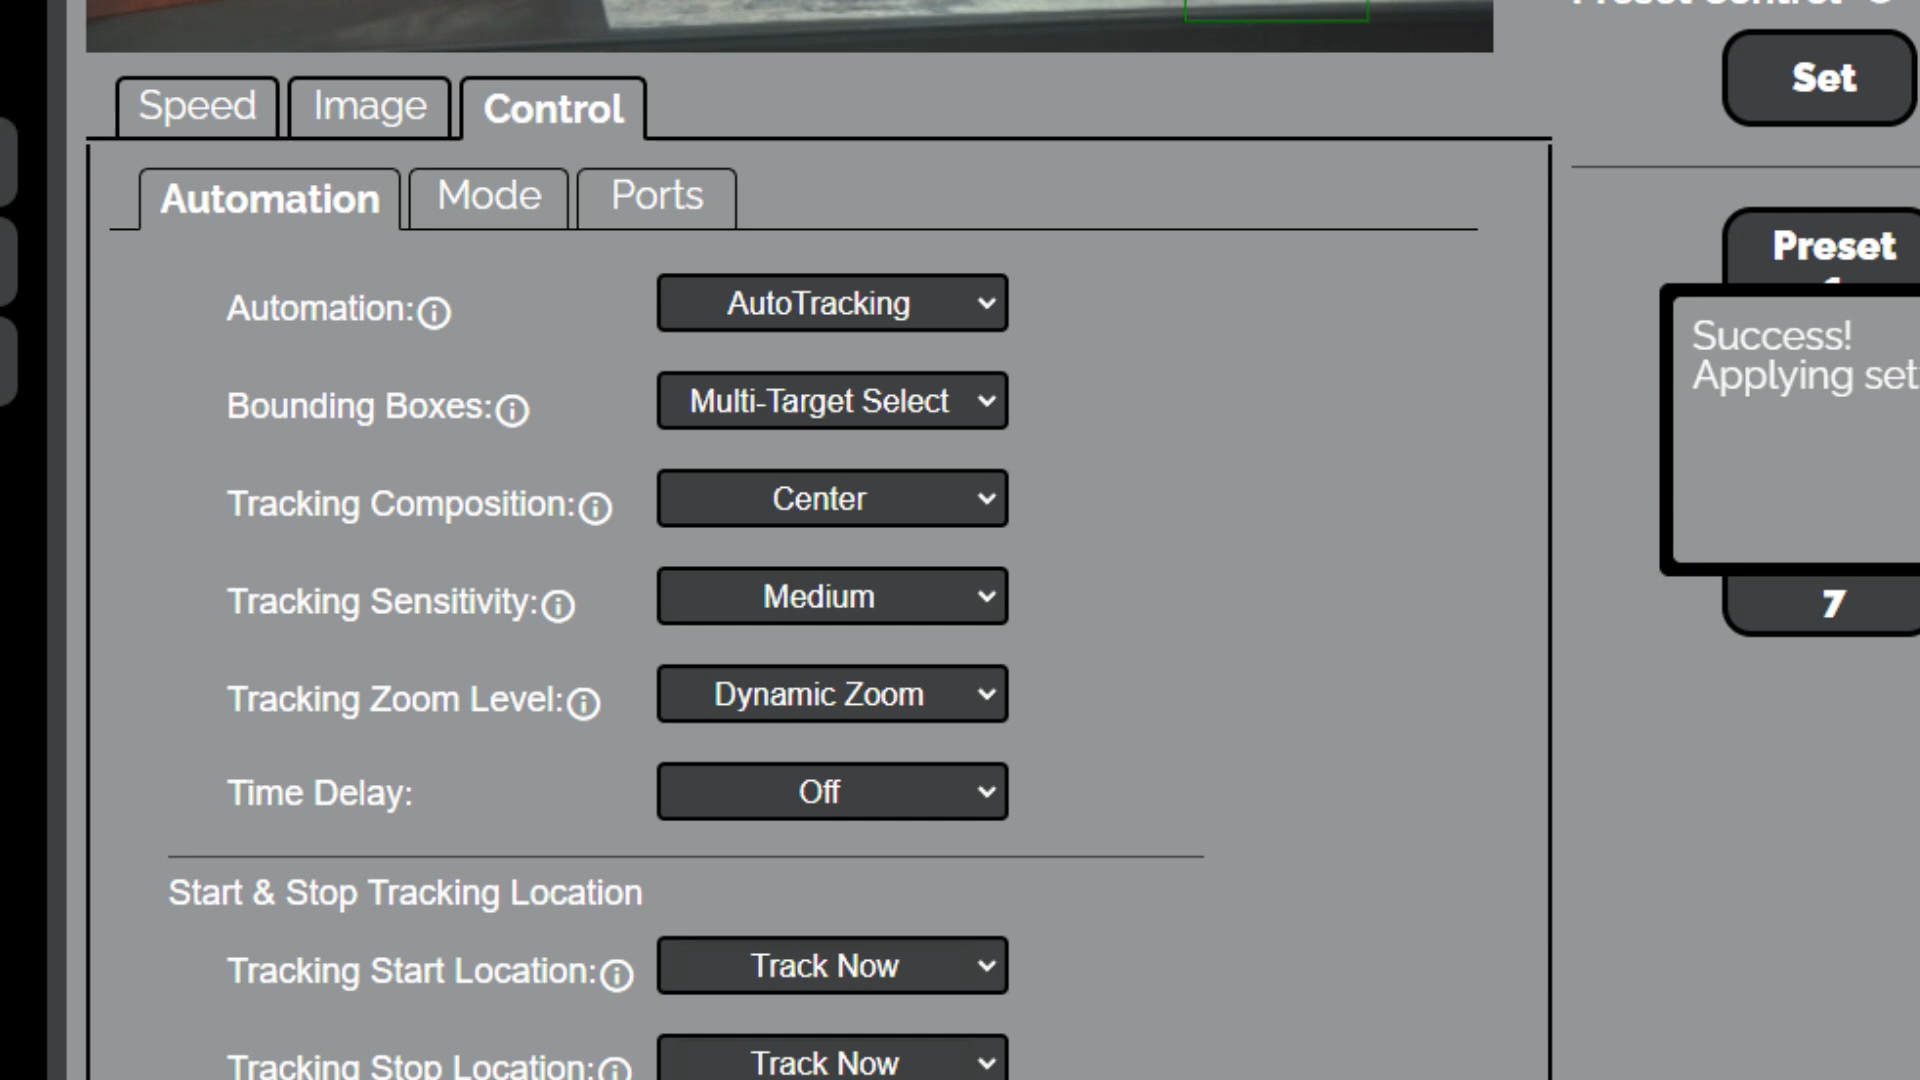 Preset Control
Set
Speed
Image
Control
Automation
Mode
Ports
Preset
Automation:
AutoTracking
Success!
Applying set
Bounding Boxes:
Multi-Target Select
Tracking Composition:
Center
Tracking Sensitivity:
Medium
7
Tracking Zoom Level:
Dynamic Zoom
Time Delay:
Off
Start & Stop Tracking Location
Tracking Start Location:
Track Now
Tracking Stop Location:
Track Now